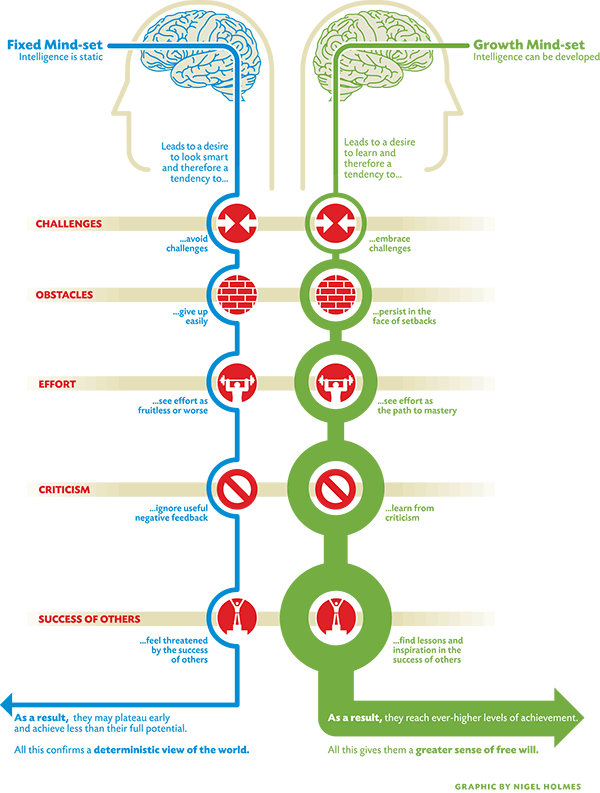 Fixed Mind-set
Intelligence is static
Growth Mind-set
Intelligence can be developed
Leads to a desire
to look smart
and therefore a
tendency to...
Leads to a desire
to learn and
therefore a
tendency to...
CHALLENGES
...avoid
challenges
...embrace
challenges
OBSTACLES
...give up
easily
...persist in the
face of setbacks
EFFORT
...see effort as
fruitless or worse
...see effort as
the path to mastery
CRITICISM
...ignore useful
negative feedback
...learn from
criticism
SUCCESS OF OTHERS
...feel threatened
by the success
of others
...find lessons and
inspiration in the
success of others
As a result, they may plateau early
and achieve less than their full potential.
All this confirms a deterministic view of the world.
As a result, they reach ever-higher levels of achievement.
All this gives them a greater sense of free will.
GRAPHIC BY NIGEL HOLMES